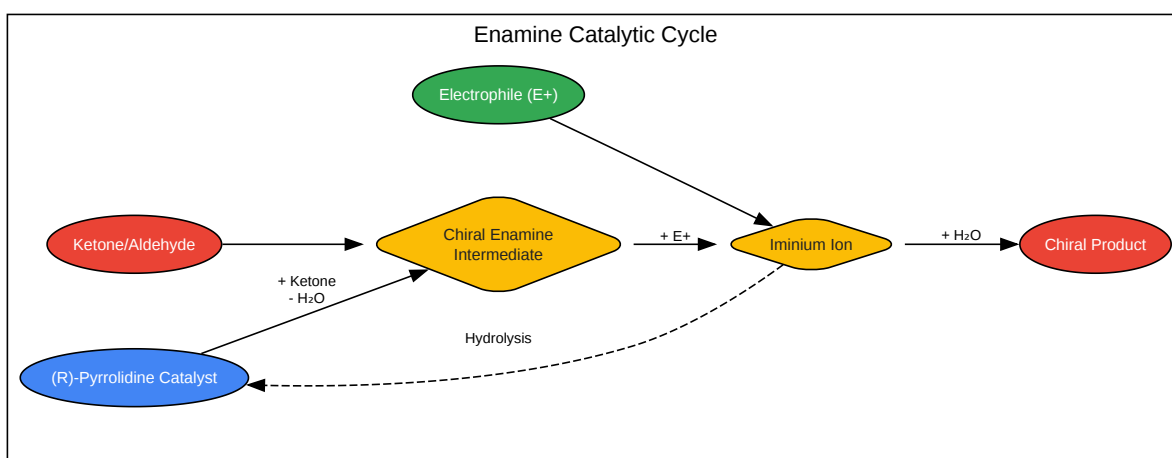 Enamine Catalytic Cycle
Electrophile (E+)
Ketone/Aldehyde
Chiral Enamine
Intermediate
+ E+
Iminium Ion
+ H₂O
Chiral Product
+ Ketone
- H₂O
Hydrolysis
(R)-Pyrrolidine Catalyst